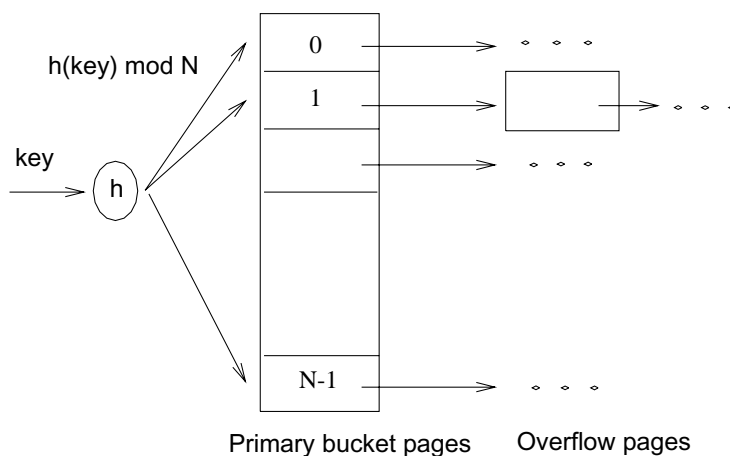 0
h(key) mod N
1
key
h
N-1
Primary bucket pages
Overflow pages